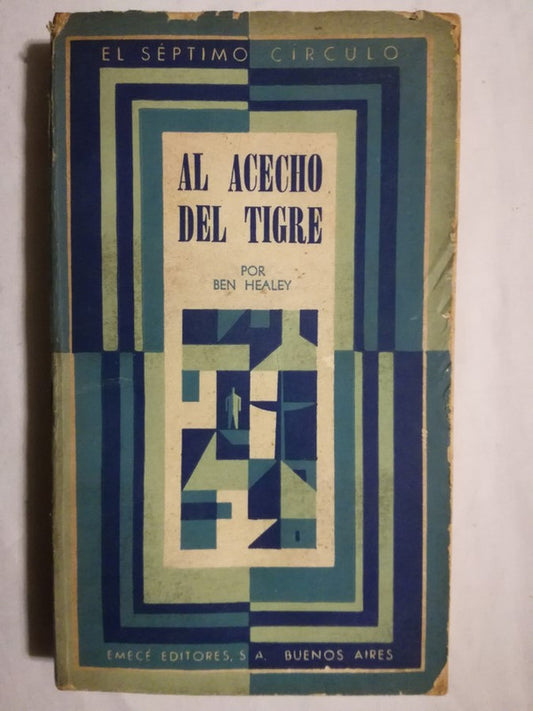 EL SÉPTIMO CÍRCULO
AL ACECHO
DEL TIGRE
POR
BEN HEALEY
EMECÉ EDITORES, S. A. BUENOS AIRES